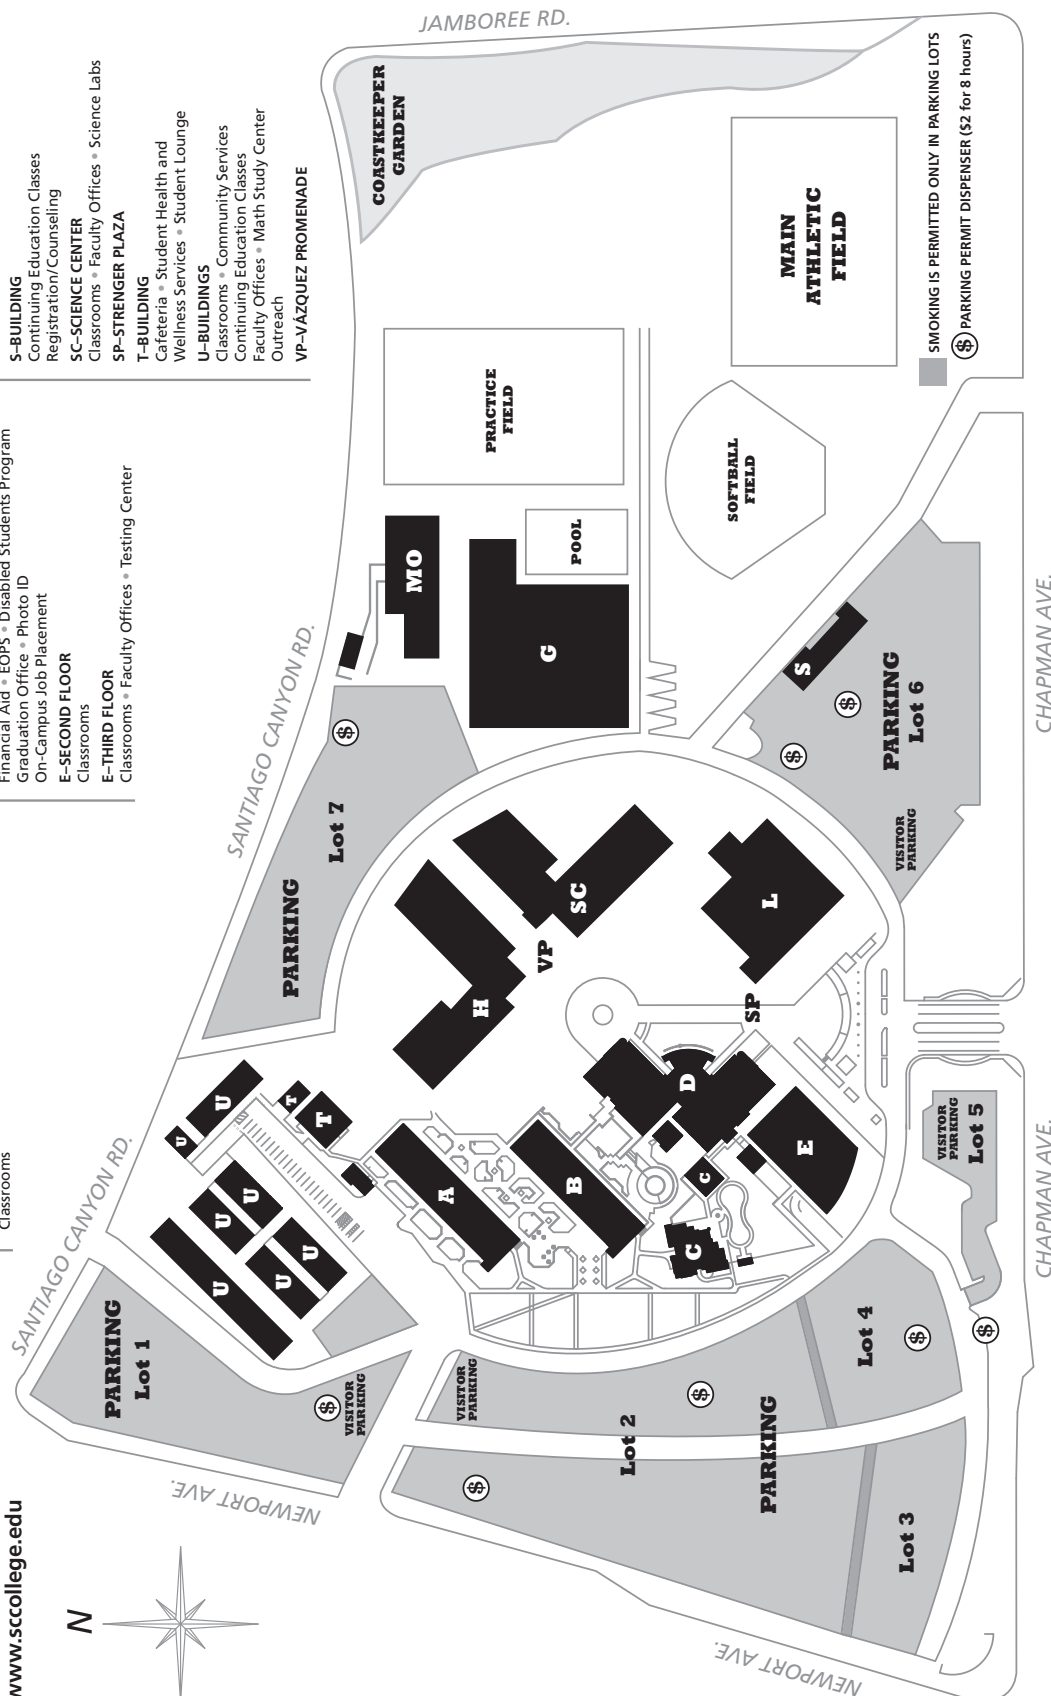 www.sccollege.edu
N
Classrooms
Financial Aid • EOPS • Disabled Students Program
Graduation Office • Photo ID
On-Campus Job Placement
E–SECOND FLOOR
Classrooms
E–THIRD FLOOR
Classrooms • Faculty Offices • Testing Center
S–BUILDING
Continuing Education Classes
Registration/Counseling
SC–SCIENCE CENTER
Classrooms • Faculty Offices • Science Labs
SP–STRENGER PLAZA
T–BUILDING
Cafeteria • Student Health and
Wellness Services • Student Lounge
U–BUILDINGS
Classrooms • Community Services
Continuing Education Classes
Faculty Offices • Math Study Center
Outreach
VP–VÁZQUEZ PROMENADE
SANTIAGO CANYON RD.
SANTIAGO CANYON RD.
JAMBOREE RD.
NEWPORT AVE.
NEWPORT AVE.
CHAPMAN AVE.
CHAPMAN AVE.
PARKING
Lot 1
$
VISITOR
PARKING
U
U
U
U
U
U
U
T
T
PARKING
Lot 7
$
MO
COASTKEEPER
GARDEN
PRACTICE
FIELD
POOL
G
MAIN
ATHLETIC
FIELD
SOFTBALL
FIELD
A
B
H
VP
SC
L
SP
D
C
C
E
VISITOR
PARKING
$
Lot 2
$
PARKING
Lot 3
Lot 4
$
$
VISITOR
PARKING
Lot 5
VISITOR
PARKING
PARKING
Lot 6
$
$
S
SMOKING IS PERMITTED ONLY IN PARKING LOTS
$ PARKING PERMIT DISPENSER ($2 for 8 hours)